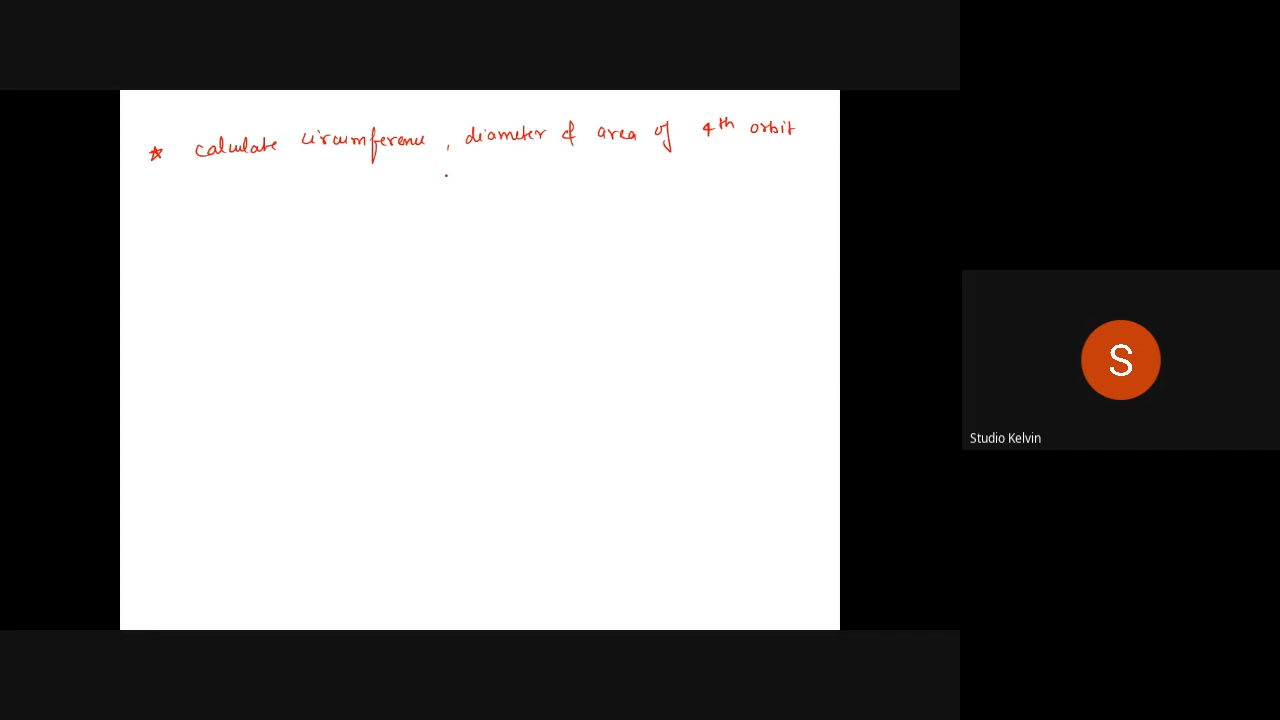 ☆ calculate circumference, diameter & area of 4th orbit
S
Studio Kelvin